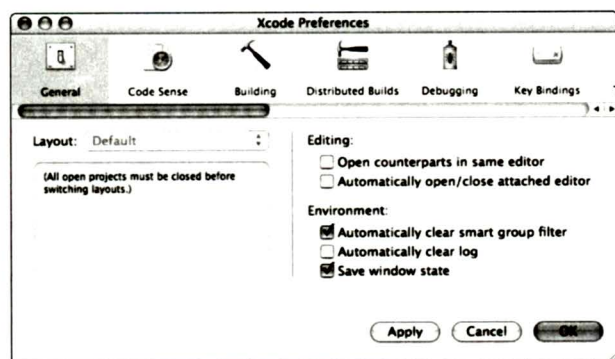 Xcode Preferences
General Code Sense Building Distributed Builds Debugging Key Bindings
Layout: Default
(All open projects must be closed before
switching layouts.)
Editing:
Open counterparts in same editor
Automatically open/close attached editor
Environment:
Automatically clear smart group filter
Automatically clear log
Save window state
Apply Cancel OK